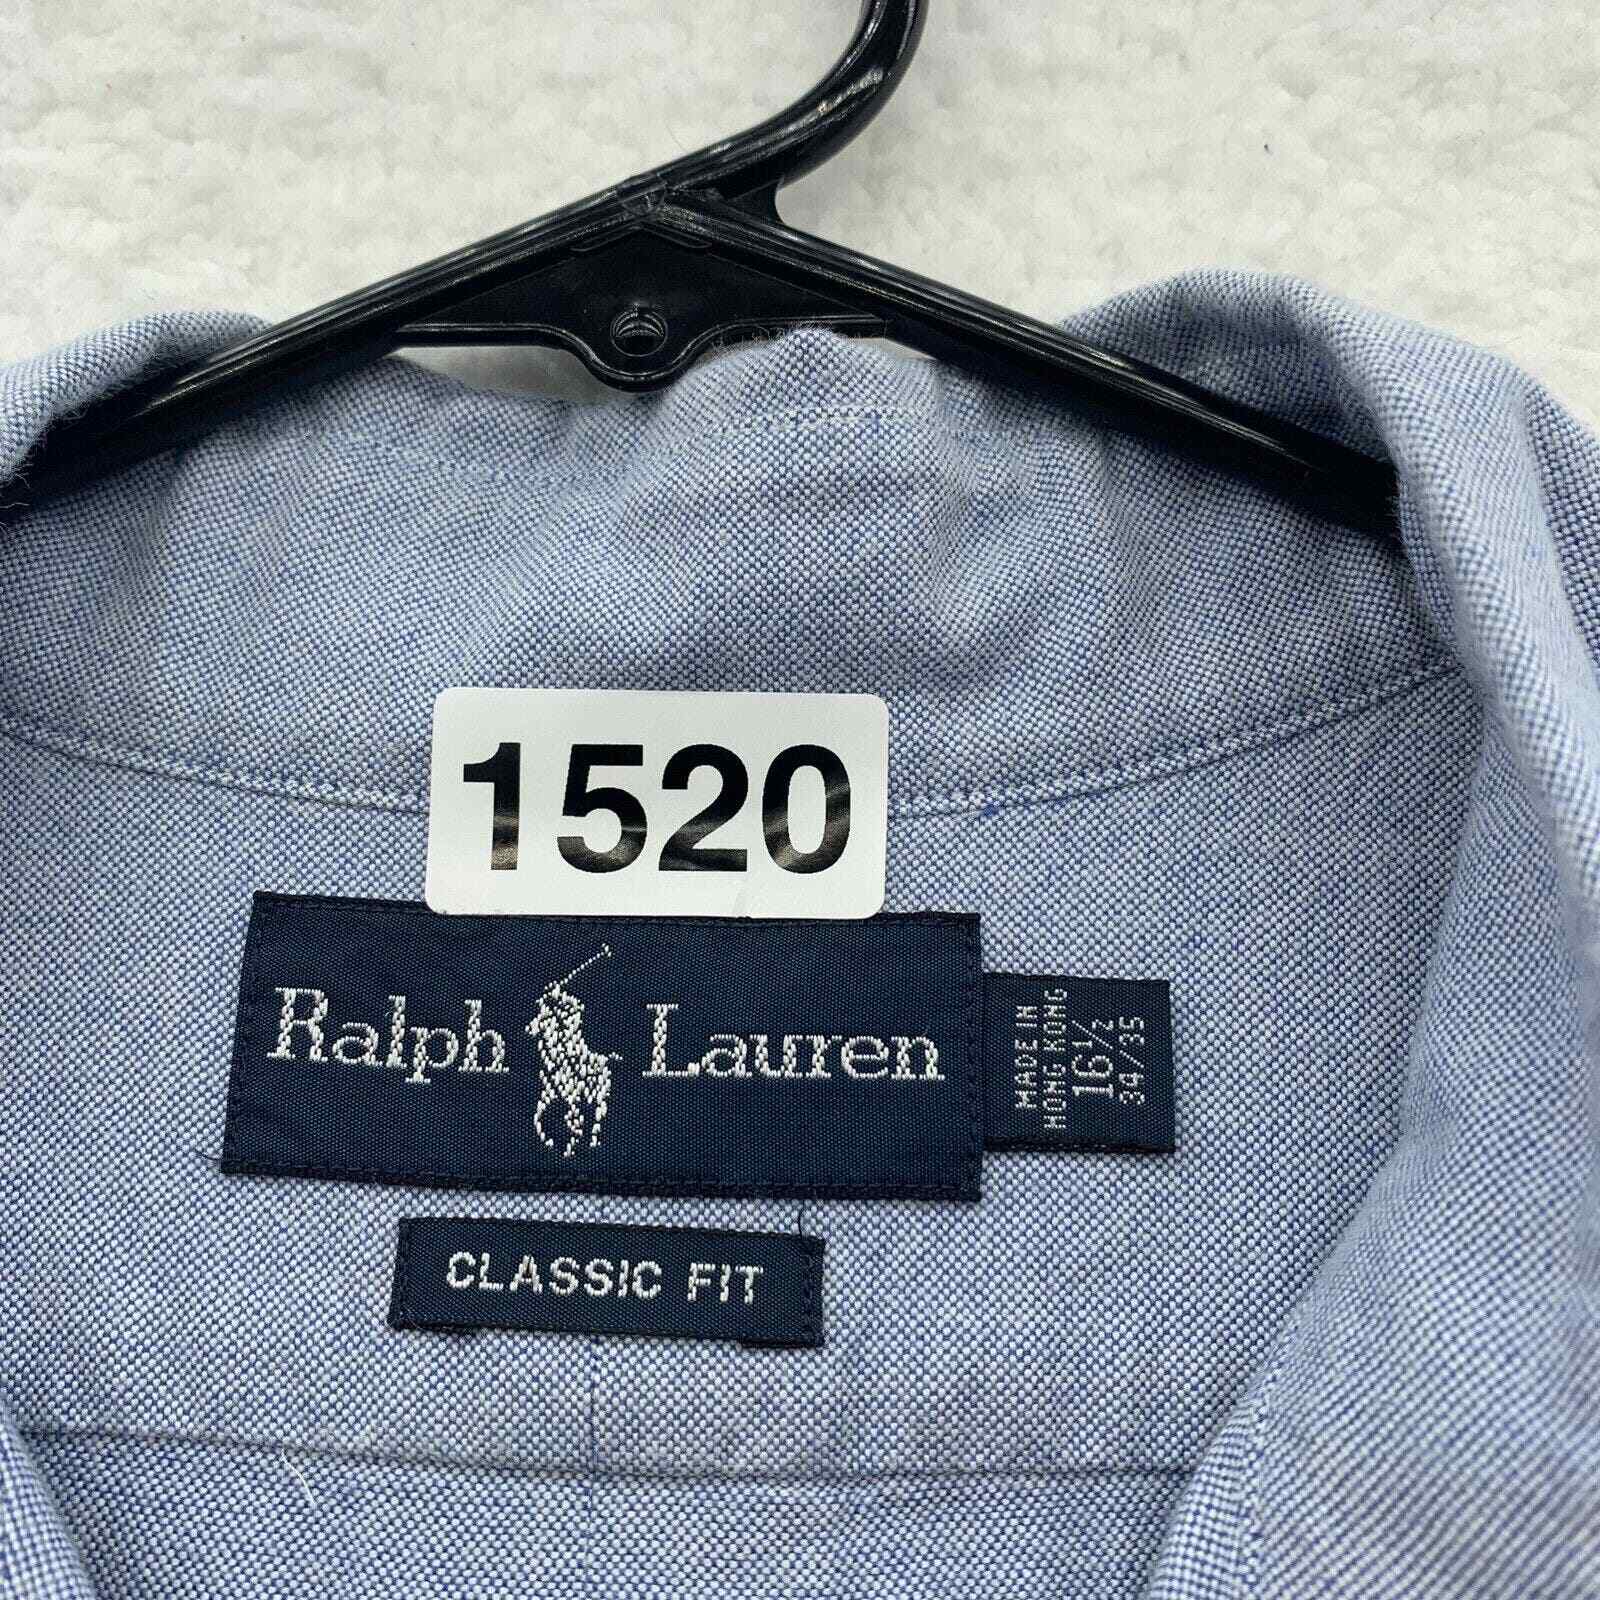 1520
Ralph Lauren
MADE IN
HONG KONG
16½
34/35
CLASSIC FIT